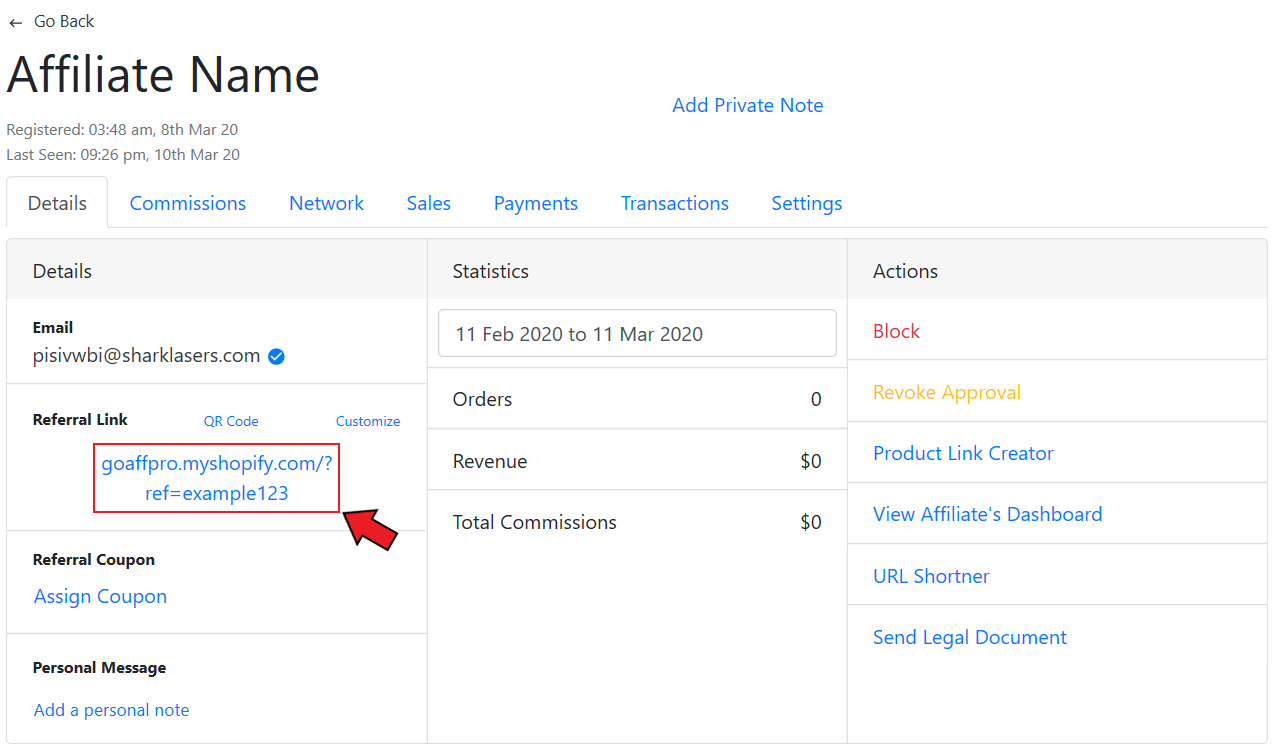 ← Go Back
Affiliate Name
Add Private Note
Registered: 03:48 am, 8th Mar 20
Last Seen: 09:26 pm, 10th Mar 20
Details Commissions Network Sales Payments Transactions Settings
Details
Email
pisivwbi@sharklasers.com
Referral Link QR Code Customize
goaffpro.myshopify.com/?
ref=example123
Referral Coupon
Assign Coupon
Personal Message
Add a personal note
Statistics
11 Feb 2020 to 11 Mar 2020
Orders 0
Revenue $0
Total Commissions $0
Actions
Block
Revoke Approval
Product Link Creator
View Affiliate's Dashboard
URL Shortner
Send Legal Document